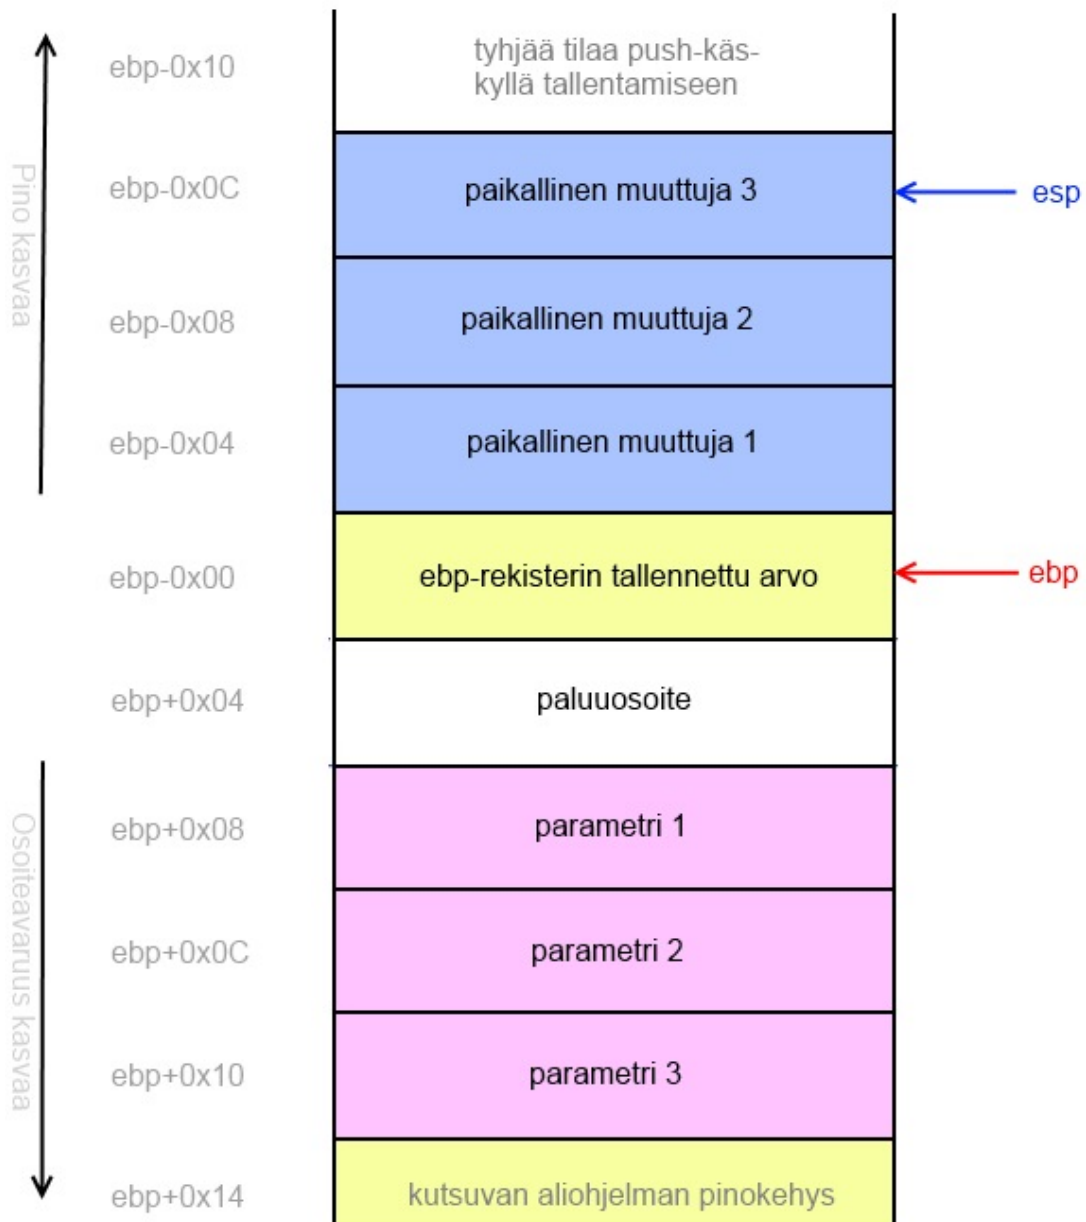 ebp-0x10
tyhjää tilaa push-käs-
kyllä tallentamiseen
Pino kasvaa
ebp-0x0C
paikallinen muuttuja 3
esp
ebp-0x08
paikallinen muuttuja 2
ebp-0x04
paikallinen muuttuja 1
ebp-0x00
ebp-rekisterin tallennettu arvo
ebp
ebp+0x04
paluuosoite
Osoiteavaruus kasvaa
ebp+0x08
parametri 1
ebp+0x0C
parametri 2
ebp+0x10
parametri 3
ebp+0x14
kutsuvan aliohjelman pinokehys